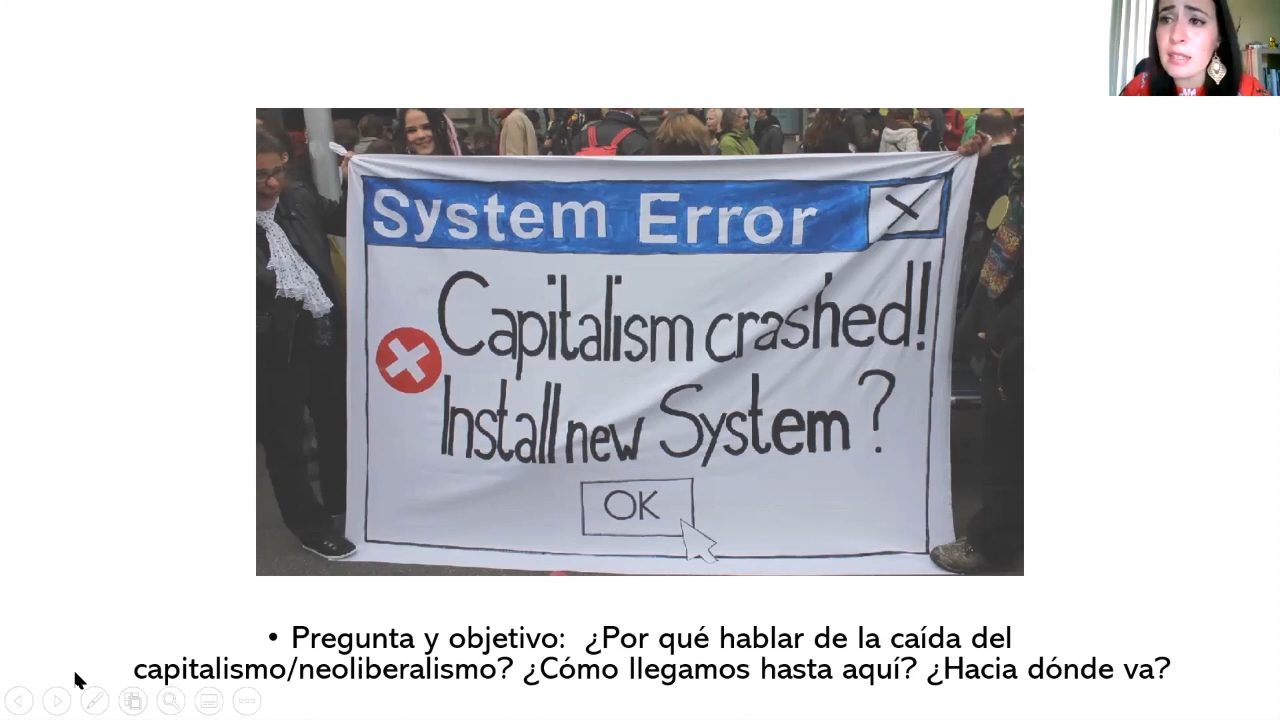 System Error
Capitalism crashed!
Install new System?
OK
• Pregunta y objetivo: ¿Por qué hablar de la caída del
capitalismo/neoliberalismo? ¿Cómo llegamos hasta aquí? ¿Hacia dónde va?